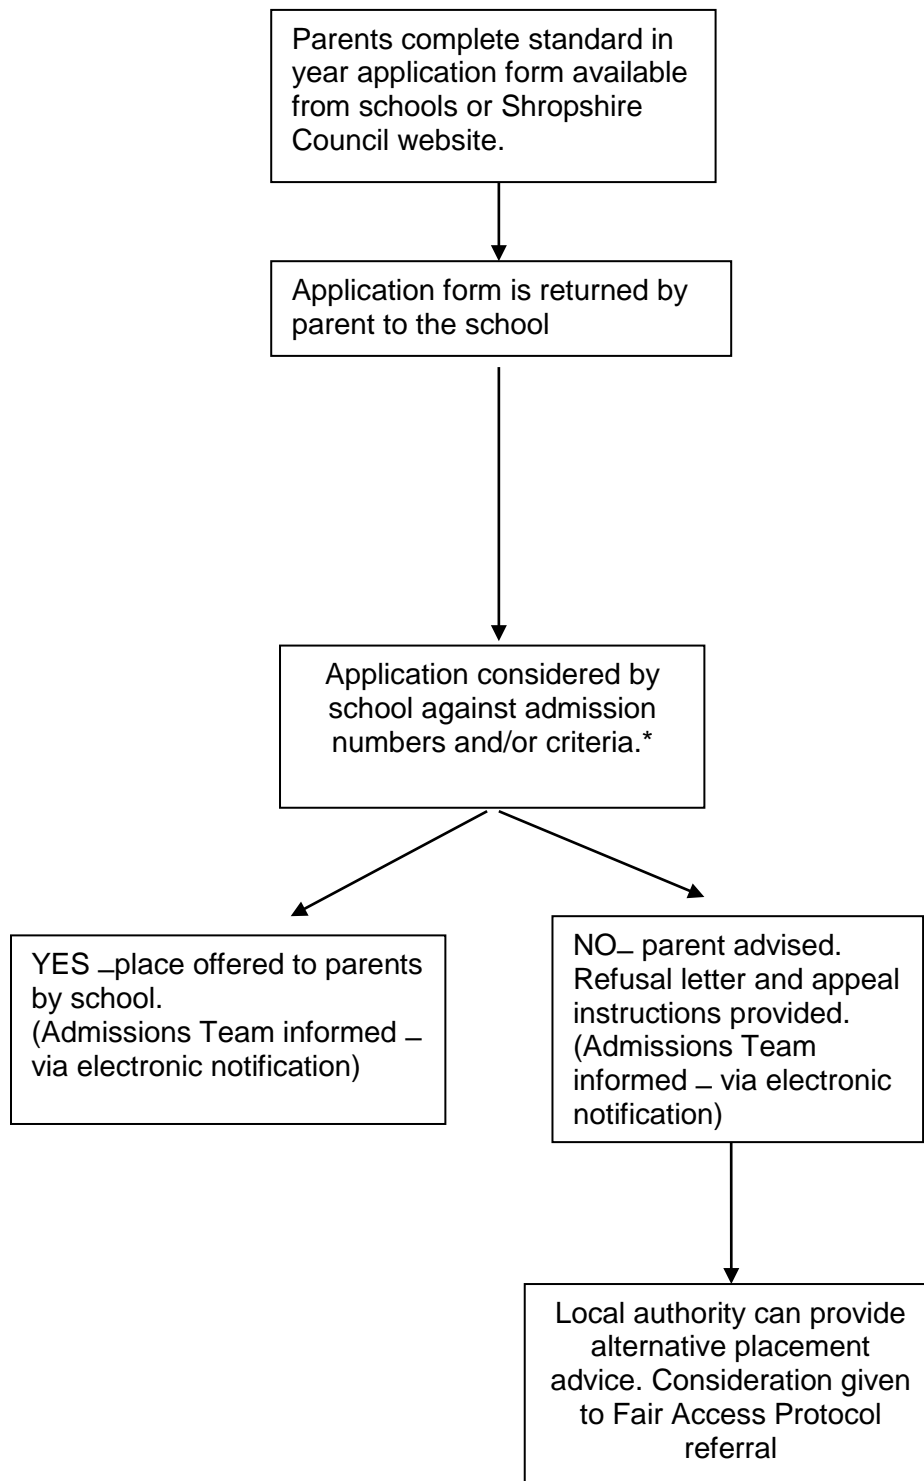 Parents complete standard in
year application form available
from schools or Shropshire
Council website.
Application form is returned by
parent to the school
Application considered by
school against admission
numbers and/or criteria.*
YES –place offered to parents
by school.
(Admissions Team informed –
via electronic notification)
NO– parent advised.
Refusal letter and appeal
instructions provided.
(Admissions Team
informed – via electronic
notification)
Local authority can provide
alternative placement
advice. Consideration given
to Fair Access Protocol
referral